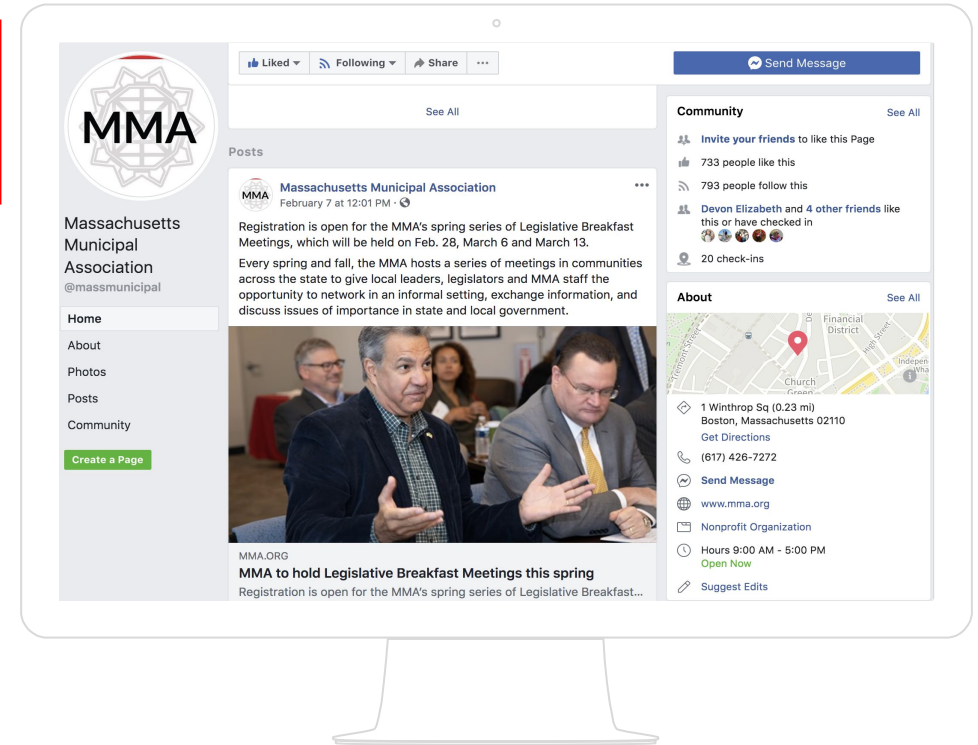 MMA
Massachusetts
Municipal
Association
@massmunicipal
Home
About
Photos
Posts
Community
Create a Page
Liked
Following
Share
...
See All
Posts
MMA
Massachusetts Municipal Association
February 7 at 12:01 PM ·
Registration is open for the MMA's spring series of Legislative Breakfast
Meetings, which will be held on Feb. 28, March 6 and March 13.
Every spring and fall, the MMA hosts a series of meetings in communities
across the state to give local leaders, legislators and MMA staff the
opportunity to network in an informal setting, exchange information, and
discuss issues of importance in state and local government.
MMA.ORG
MMA to hold Legislative Breakfast Meetings this spring
Registration is open for the MMA's spring series of Legislative Breakfast...
Send Message
Community See All
Invite your friends to like this Page
733 people like this
793 people follow this
Devon Elizabeth and 4 other friends like
this or have checked in
20 check-ins
About See All
Financial
District
High Street
Tremont Street
Indepen
Wha
Church
Green
1 Winthrop Sq (0.23 mi)
Boston, Massachusetts 02110
Get Directions
(617) 426-7272
Send Message
www.mma.org
Nonprofit Organization
Hours 9:00 AM - 5:00 PM
Open Now
Suggest Edits